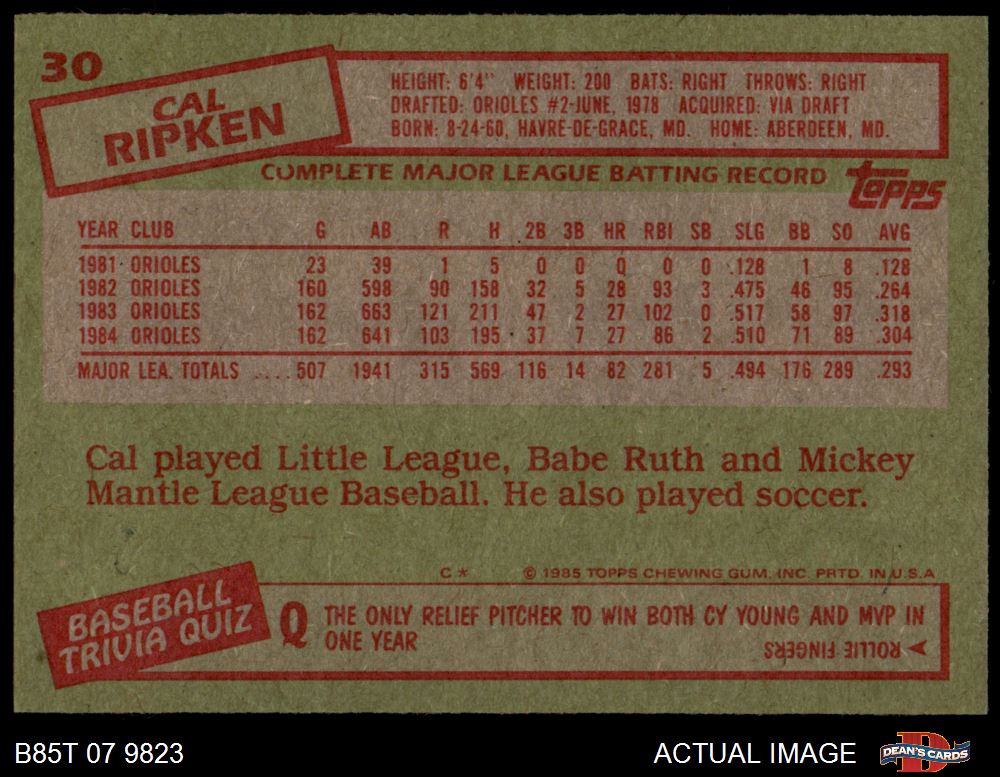 30
CAL
RIPKEN
HEIGHT: 6'4" WEIGHT: 200 BATS: RIGHT THROWS: RIGHT
DRAFTED: ORIOLES #2-JUNE, 1978 ACQUIRED: VIA DRAFT
BORN: 8-24-60, HAVRE-DE-GRACE, MD. HOME: ABERDEEN, MD.
COMPLETE MAJOR LEAGUE BATTING RECORD topps
YEAR CLUB G AB R H 2B 3B HR RBI SB SLG BB SO AVG
1981 ORIOLES 23 39 1 5 0 0 0 0 0 .128 1 8 .128
1982 ORIOLES 160 598 90 158 32 5 28 93 3 .475 46 95 .264
1983 ORIOLES 162 663 121 211 47 2 27 102 0 .517 58 97 .318
1984 ORIOLES 162 641 103 195 37 7 27 86 2 .510 71 89 .304
MAJOR LEA. TOTALS ....507 1941 315 569 116 14 82 281 5 .494 176 289 .293
Cal played Little League, Babe Ruth and Mickey
Mantle League Baseball. He also played soccer.
C* © 1985 TOPPS CHEWING GUM, INC. PRTD. IN U.S.A
BASEBALL
TRIVIA QUIZ
Q THE ONLY RELIEF PITCHER TO WIN BOTH CY YOUNG AND MVP IN
ONE YEAR
ROLLIE FINGERS
B85T 07 9823 ACTUAL IMAGE DEAN'S CARDS